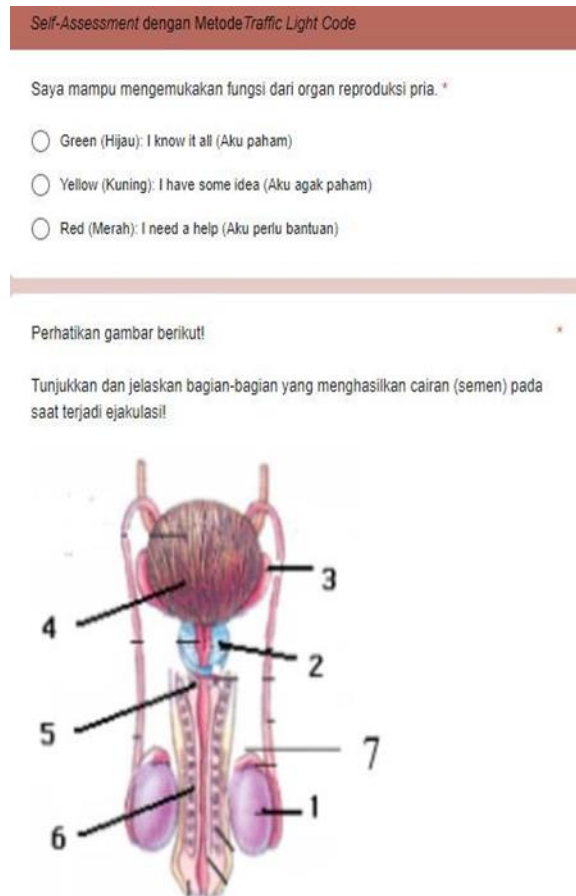 Self-Assessment dengan Metode Traffic Light Code
Saya mampu mengemukakan fungsi dari organ reproduksi pria. *
Green (Hijau): I know it all (Aku paham)
Yellow (Kuning): I have some idea (Aku agak paham)
Red (Merah): I need a help (Aku perlu bantuan)
Perhatikan gambar berikut! *
Tunjukkan dan jelaskan bagian-bagian yang menghasilkan cairan (semen) pada
saat terjadi ejakulasi!
3
4
2
5
7
1
6